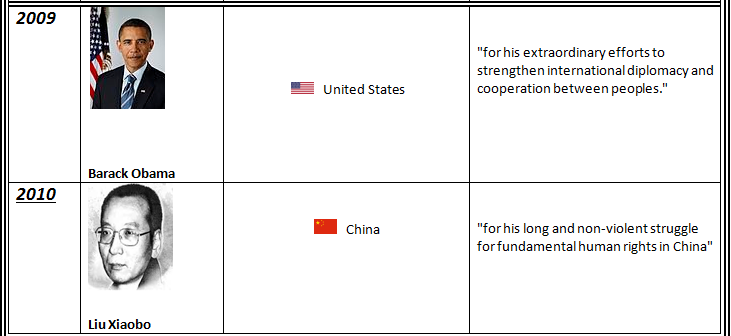 2009
"for his extraordinary efforts to
strengthen international diplomacy and
cooperation between peoples."
United States
Barack Obama
2010
"for his long and non-violent struggle
for fundamental human rights in China"
China
Liu Xiaobo